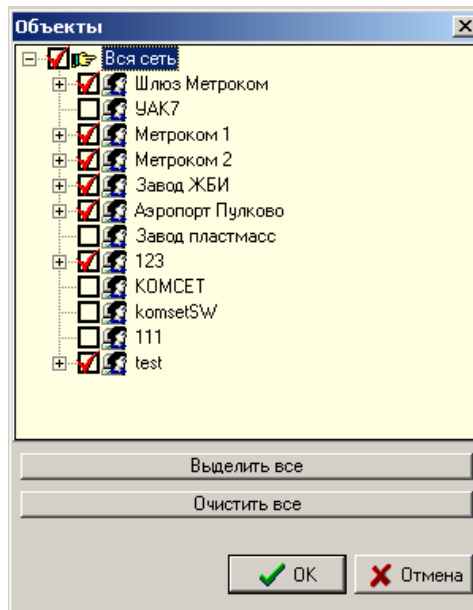 Объекты
Вся сеть
Шлюз Метроком
УАК7
Метроком 1
Метроком 2
Завод ЖБИ
Аэропорт Пулково
Завод пластмасс
123
КОМСЕТ
komsetSW
111
test
Выделить все
Очистить все
OK
Отмена